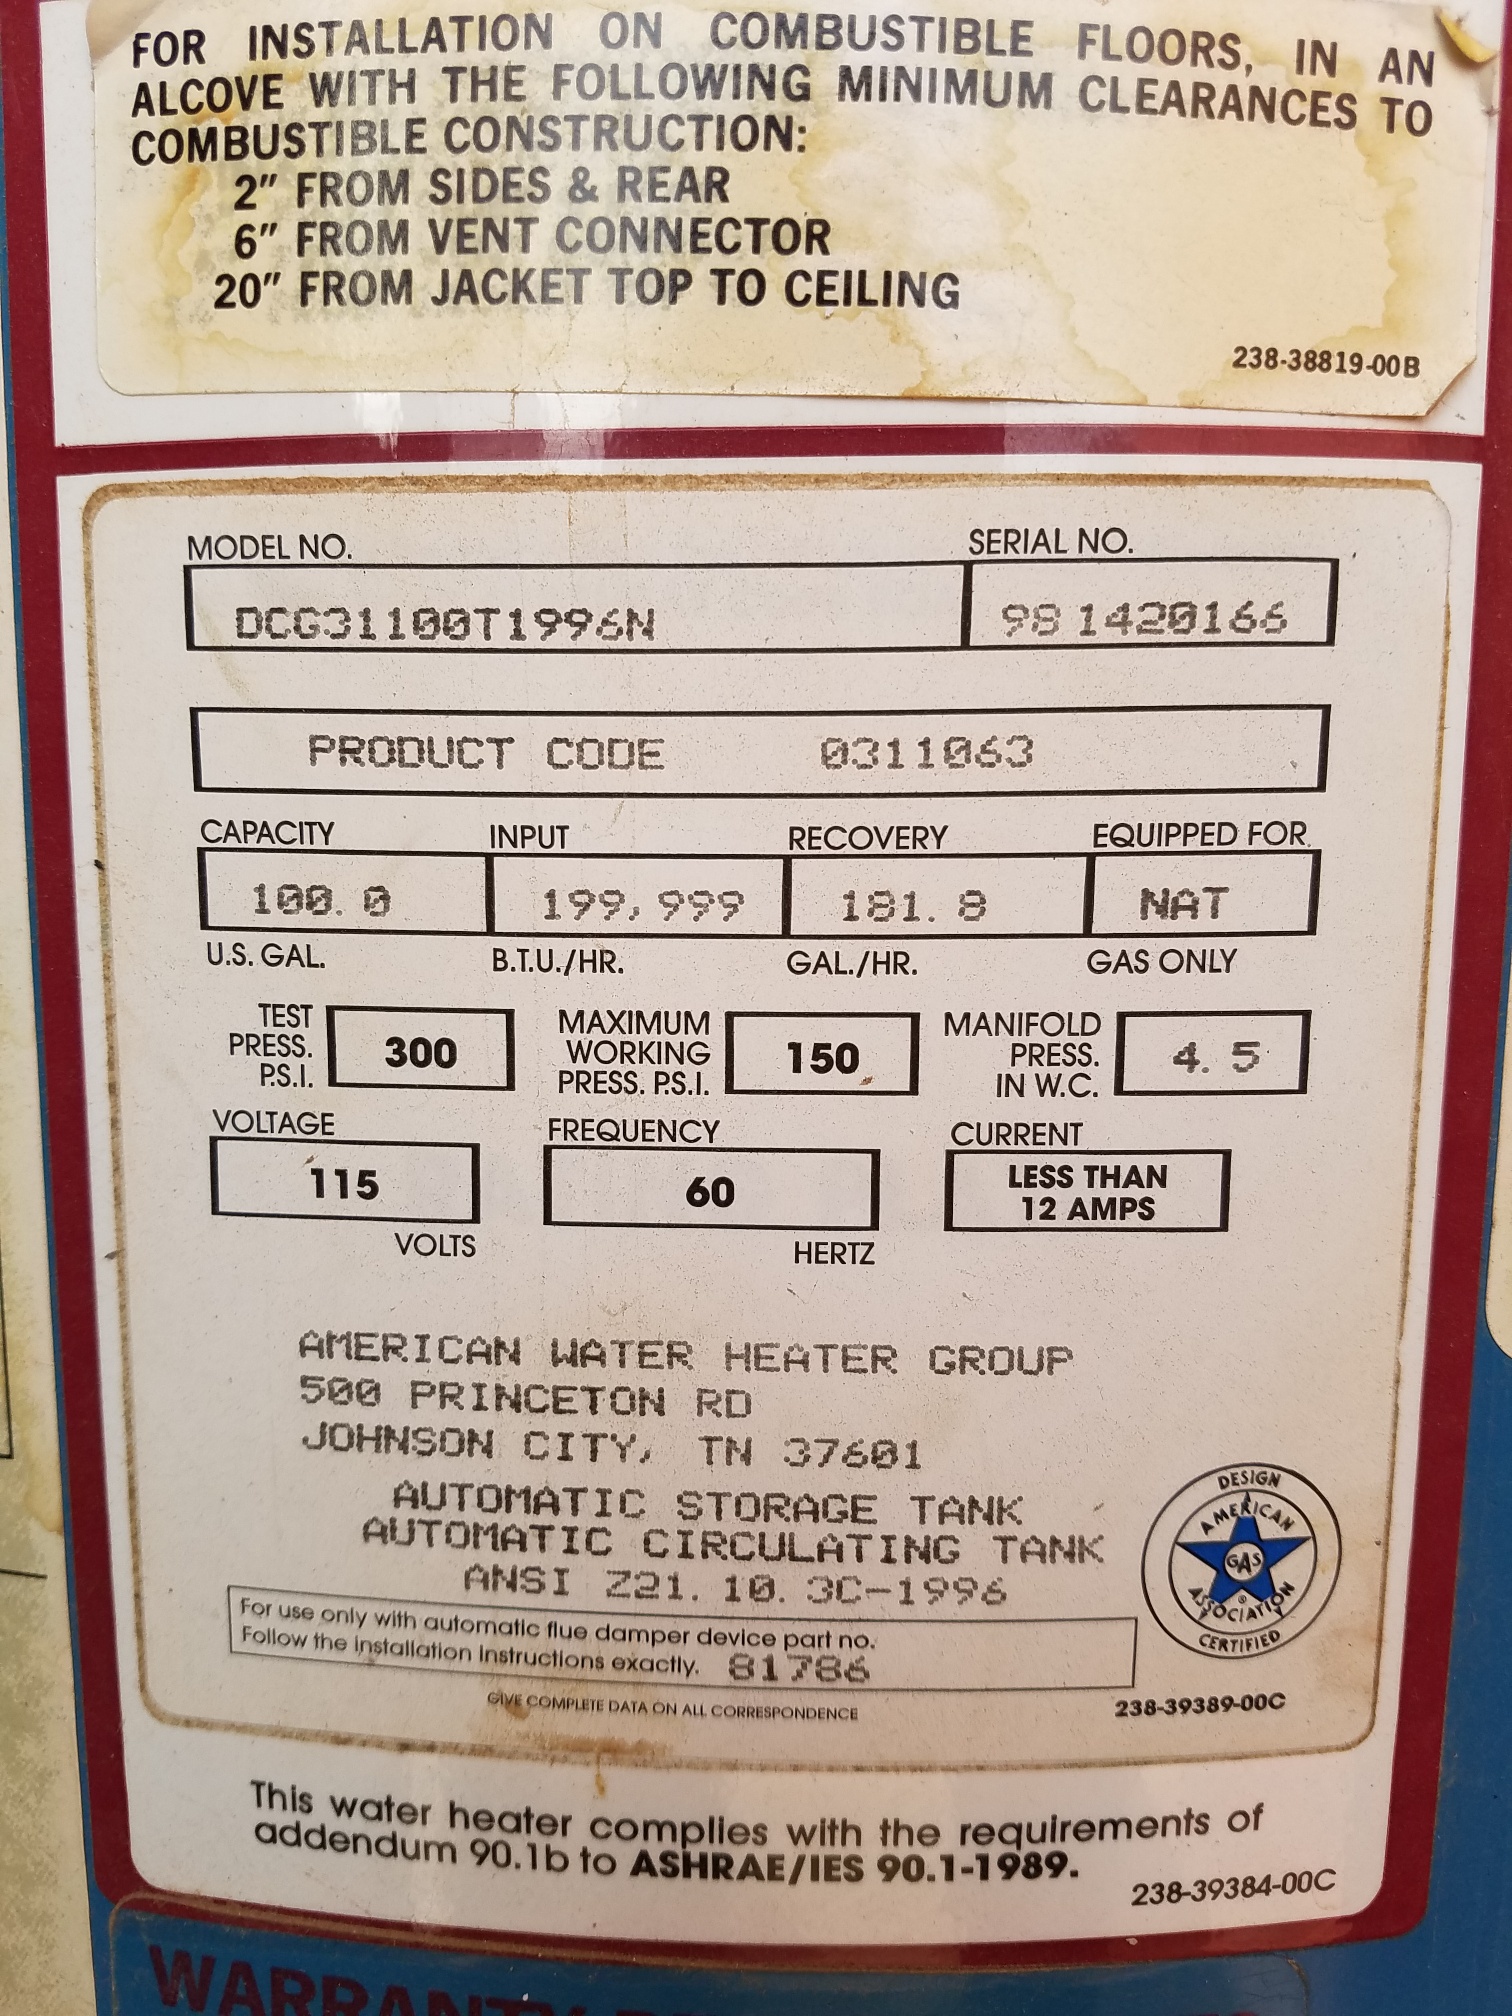 FOR INSTALLATION ON COMBUSTIBLE FLOORS, IN AN
ALCOVE WITH THE FOLLOWING MINIMUM CLEARANCES TO
COMBUSTIBLE CONSTRUCTION:
2" FROM SIDES & REAR
6" FROM VENT CONNECTOR
20" FROM JACKET TOP TO CEILING
238-38819-00B
MODEL NO. SERIAL NO.
DCG31100T1996N 98 1420166
PRODUCT CODE 0311063
CAPACITY INPUT RECOVERY EQUIPPED FOR
100.0 199,999 181.8 NAT
U.S. GAL. B.T.U./HR. GAL./HR. GAS ONLY
TEST PRESS. P.S.I. 300 MAXIMUM WORKING PRESS. P.S.I. 150 MANIFOLD PRESS. IN W.C. 4.5
VOLTAGE FREQUENCY CURRENT
115 60 LESS THAN 12 AMPS
VOLTS HERTZ
AMERICAN WATER HEATER GROUP
500 PRINCETON RD
JOHNSON CITY, TN 37601
AUTOMATIC STORAGE TANK
AUTOMATIC CIRCULATING TANK
ANSI Z21.10.3C-1996
DESIGN
AMERICAN
GAS
®
ASSOCIATION
CERTIFIED
For use only with automatic flue damper device part no.
Follow the installation instructions exactly. 81786
GIVE COMPLETE DATA ON ALL CORRESPONDENCE
238-39389-00C
This water heater complies with the requirements of
addendum 90.1b to ASHRAE/IES 90.1-1989.
238-39384-00C
WARRANTY